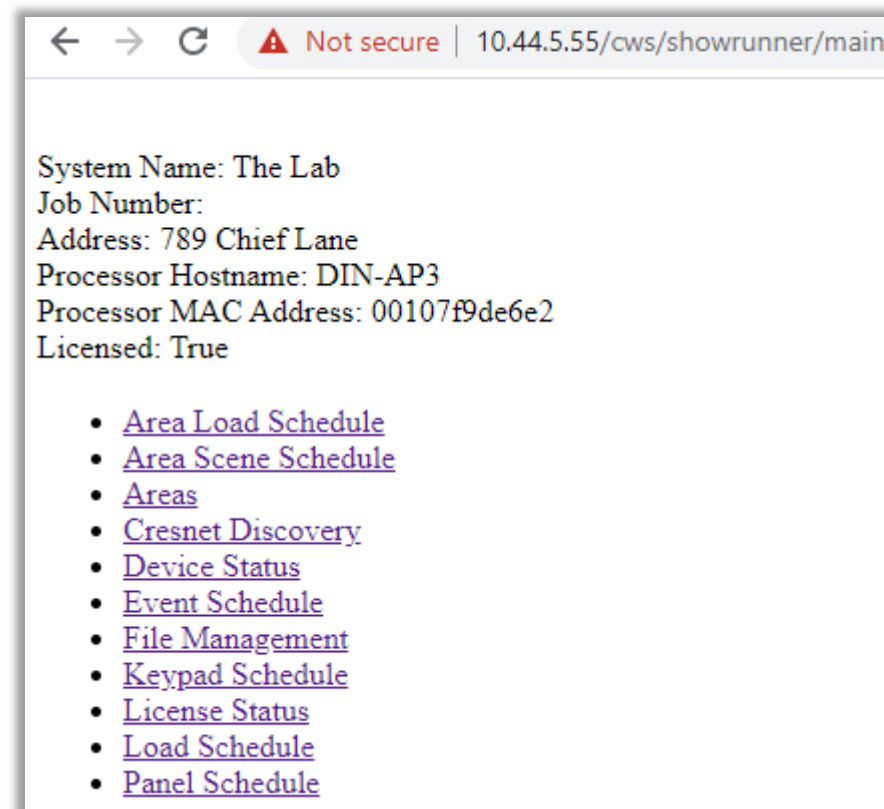 Not secure | 10.44.5.55/cws/showrunner/main
System Name: The Lab
Job Number:
Address: 789 Chief Lane
Processor Hostname: DIN-AP3
Processor MAC Address: 00107f9de6e2
Licensed: True
• Area Load Schedule
• Area Scene Schedule
• Areas
• Cresnet Discovery
• Device Status
• Event Schedule
• File Management
• Keypad Schedule
• License Status
• Load Schedule
• Panel Schedule